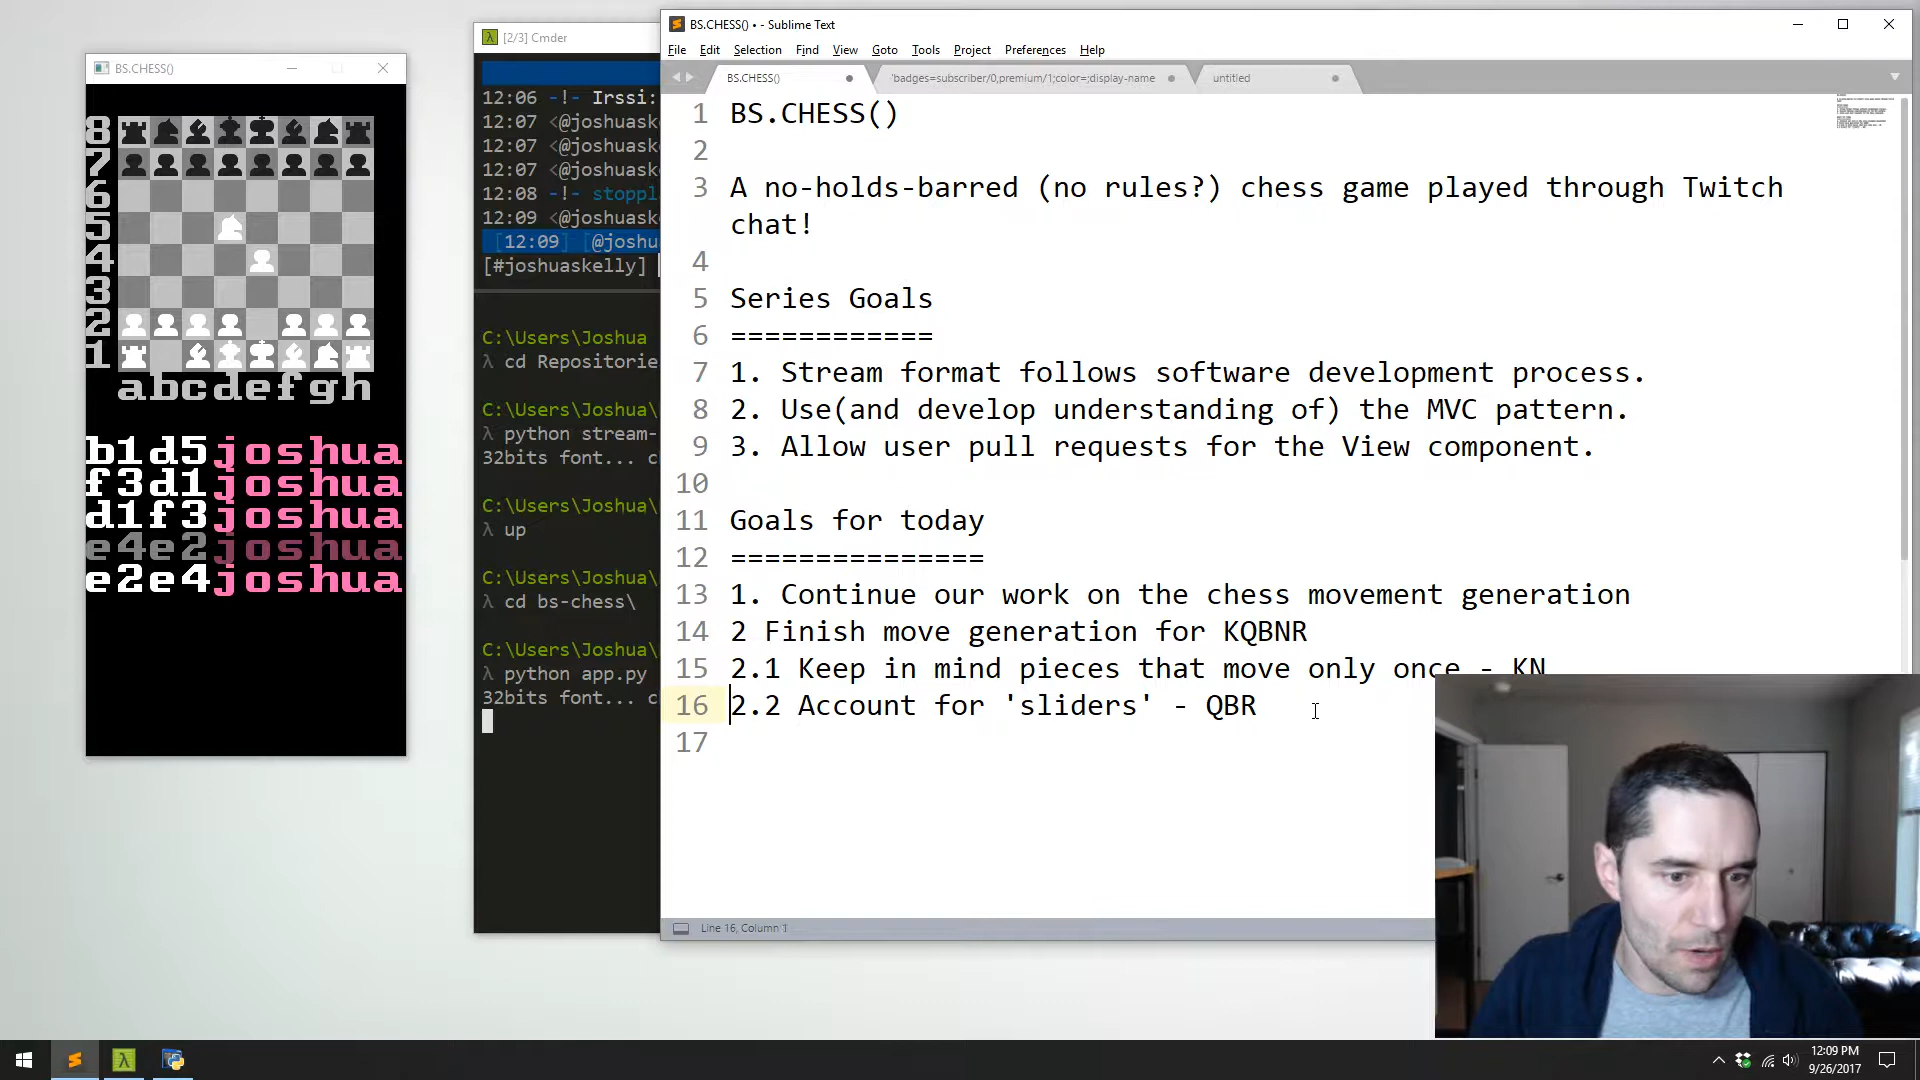 BS.CHESS()
8
7
6
5
4
3
2
1
abcdefgh
b1d5joshua
f3d1joshua
d1f3joshua
e4e2joshua
e2e4joshua
[2/3] Cmder
12:06 -!- Irssi:
12:07 <@joshuaske
12:07 <@joshuaske
12:07 <@joshuaske
12:08 -!- stoppl
12:09 <@joshuaske
[12:09] [@joshu
[#joshuaskelly]
C:\Users\Joshua
λ cd Repositorie
C:\Users\Joshua\
λ python stream-
32bits font... c
C:\Users\Joshua\
λ up
C:\Users\Joshua\
λ cd bs-chess\
C:\Users\Joshua\
λ python app.py
32bits font... c
BS.CHESS() • - Sublime Text
File Edit Selection Find View Goto Tools Project Preferences Help
BS.CHESS() 'badges=subscriber/0,premium/1;color=;display-name untitled
1 BS.CHESS()
2
3 A no-holds-barred (no rules?) chess game played through Twitch
chat!
4
5 Series Goals
6 ============
7 1. Stream format follows software development process.
8 2. Use(and develop understanding of) the MVC pattern.
9 3. Allow user pull requests for the View component.
10
11 Goals for today
12 ===============
13 1. Continue our work on the chess movement generation
14 2 Finish move generation for KQBNR
15 2.1 Keep in mind pieces that move only once - KN
16 2.2 Account for 'sliders' - QBR
17
Line 16, Column 1
12:09 PM
9/26/2017